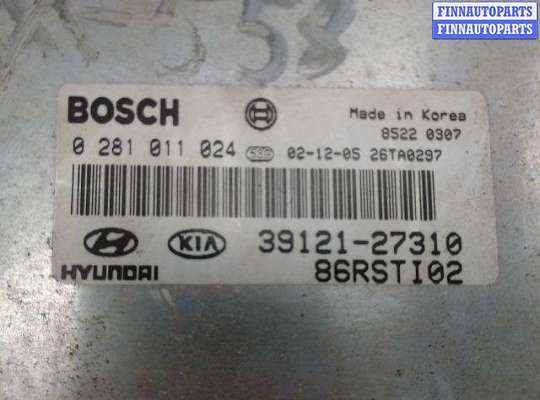 FINNAUTOPARTS
FINNAUTOPARTS
BOSCH
Made in Korea
8522 0307
0 281 011 024 02-12-05 26TA0297
HYUNDAI KIA 39121-27310
86RSTI02